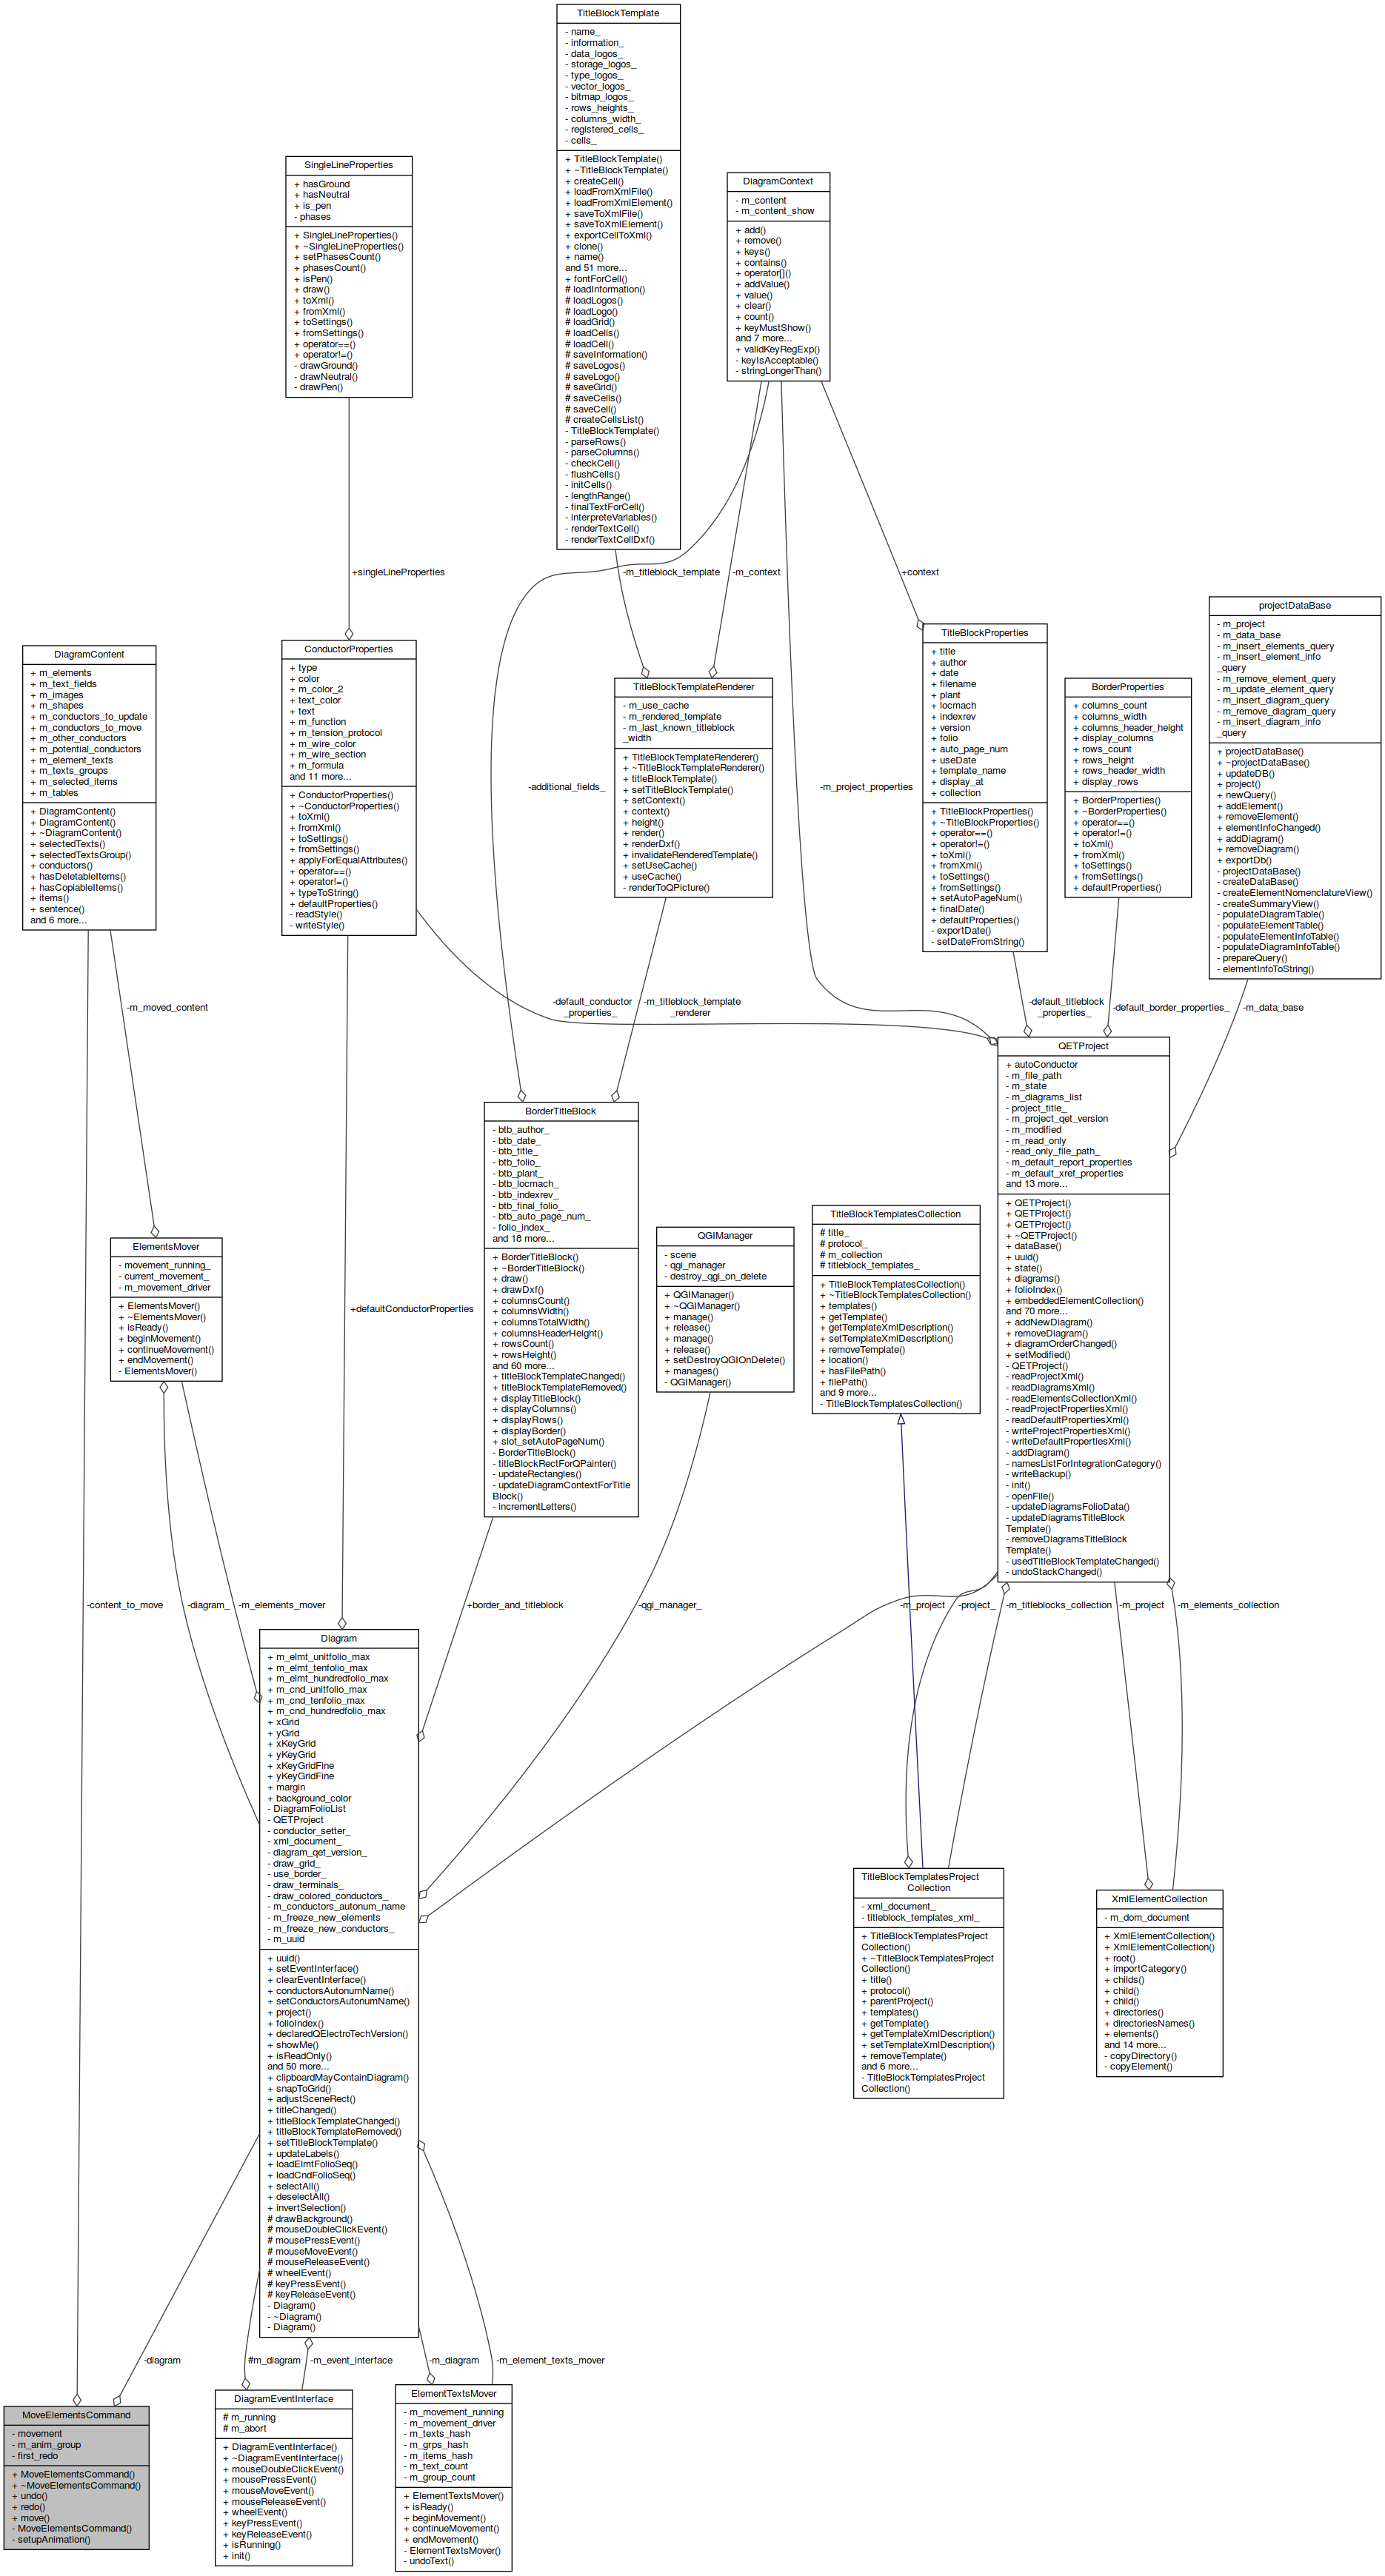 TitleBlockTemplate
- name_
- information_
- data_logos_
- storage_logos_
- type_logos_
- vector_logos_
- bitmap_logos_
- rows_heights_
- columns_width_
- registered_cells_
- cells_
+ TitleBlockTemplate()
+ ~TitleBlockTemplate()
+ createCell()
+ loadFromXmlFile()
+ loadFromXmlElement()
+ saveToXmlFile()
+ saveToXmlElement()
+ exportCellToXml()
+ clone()
+ name()
and 51 more...
+ fontForCell()
# loadInformation()
# loadLogos()
# loadLogo()
# loadGrid()
# loadCells()
# loadCell()
# saveInformation()
# saveLogos()
# saveLogo()
# saveGrid()
# saveCells()
# saveCell()
# createCellsList()
- TitleBlockTemplate()
- parseRows()
- parseColumns()
- checkCell()
- flushCells()
- initCells()
- lengthRange()
- finalTextForCell()
- interpreteVariables()
- renderTextCell()
- renderTextCellDxf()
SingleLineProperties
+ hasGround
+ hasNeutral
+ is_pen
- phases
+ SingleLineProperties()
+ ~SingleLineProperties()
+ setPhasesCount()
+ phasesCount()
+ isPen()
+ draw()
+ toXml()
+ fromXml()
+ toSettings()
+ fromSettings()
+ operator==()
+ operator!=()
- drawGround()
- drawNeutral()
- drawPen()
DiagramContext
- m_content
- m_content_show
+ add()
+ remove()
+ keys()
+ contains()
+ operator[]()
+ addValue()
+ value()
+ clear()
+ count()
+ keyMustShow()
and 7 more...
+ validKeyRegExp()
- keyIsAcceptable()
- stringLongerThan()
+singleLineProperties
-m_titleblock_template
-m_context
+context
DiagramContent
+ m_elements
+ m_text_fields
+ m_images
+ m_shapes
+ m_conductors_to_update
+ m_conductors_to_move
+ m_other_conductors
+ m_potential_conductors
+ m_element_texts
+ m_texts_groups
+ m_selected_items
+ m_tables
+ DiagramContent()
+ DiagramContent()
+ ~DiagramContent()
+ selectedTexts()
+ selectedTextsGroup()
+ conductors()
+ hasDeletableItems()
+ hasCopiableItems()
+ items()
+ sentence()
and 6 more...
ConductorProperties
+ type
+ color
+ m_color_2
+ text_color
+ text
+ m_function
+ m_tension_protocol
+ m_wire_color
+ m_wire_section
+ m_formula
and 11 more...
+ ConductorProperties()
+ ~ConductorProperties()
+ toXml()
+ fromXml()
+ toSettings()
+ fromSettings()
+ applyForEqualAttributes()
+ operator==()
+ operator!=()
+ typeToString()
+ defaultProperties()
- readStyle()
- writeStyle()
-additional_fields_
TitleBlockTemplateRenderer
- m_use_cache
- m_rendered_template
- m_last_known_titleblock
_width
+ TitleBlockTemplateRenderer()
+ ~TitleBlockTemplateRenderer()
+ titleBlockTemplate()
+ setTitleBlockTemplate()
+ setContext()
+ context()
+ height()
+ render()
+ renderDxf()
+ invalidateRenderedTemplate()
+ setUseCache()
+ useCache()
- renderToQPicture()
-m_project_properties
TitleBlockProperties
+ title
+ author
+ date
+ filename
+ plant
+ locmach
+ indexrev
+ version
+ folio
+ auto_page_num
+ useDate
+ template_name
+ display_at
+ collection
+ TitleBlockProperties()
+ ~TitleBlockProperties()
+ operator==()
+ operator!=()
+ toXml()
+ fromXml()
+ toSettings()
+ fromSettings()
+ setAutoPageNum()
+ finalDate()
+ defaultProperties()
- exportDate()
- setDateFromString()
BorderProperties
+ columns_count
+ columns_width
+ columns_header_height
+ display_columns
+ rows_count
+ rows_height
+ rows_header_width
+ display_rows
+ BorderProperties()
+ ~BorderProperties()
+ operator==()
+ operator!=()
+ toXml()
+ fromXml()
+ toSettings()
+ fromSettings()
+ defaultProperties()
projectDataBase
- m_project
- m_data_base
- m_insert_elements_query
- m_insert_element_info
_query
- m_remove_element_query
- m_update_element_query
- m_insert_diagram_query
- m_remove_diagram_query
- m_insert_diagram_info
_query
+ projectDataBase()
+ ~projectDataBase()
+ updateDB()
+ project()
+ newQuery()
+ addElement()
+ removeElement()
+ elementInfoChanged()
+ addDiagram()
+ removeDiagram()
+ exportDb()
- projectDataBase()
- createDataBase()
- createElementNomenclatureView()
- createSummaryView()
- populateDiagramTable()
- populateElementTable()
- populateElementInfoTable()
- populateDiagramInfoTable()
- prepareQuery()
- elementInfoToString()
-m_moved_content
-default_conductor
_properties_
-m_titleblock_template
_renderer
-default_titleblock
_properties_
-default_border_properties_
-m_data_base
QETProject
+ autoConductor
- m_file_path
- m_state
- m_diagrams_list
- project_title_
- m_project_qet_version
- m_modified
- m_read_only
- read_only_file_path_
- m_default_report_properties
- m_default_xref_properties
and 13 more...
+ QETProject()
+ QETProject()
+ QETProject()
+ ~QETProject()
+ dataBase()
+ uuid()
+ state()
+ diagrams()
+ folioIndex()
+ embeddedElementCollection()
and 70 more...
+ addNewDiagram()
+ removeDiagram()
+ diagramOrderChanged()
+ setModified()
- QETProject()
- readProjectXml()
- readDiagramsXml()
- readElementsCollectionXml()
- readProjectPropertiesXml()
- readDefaultPropertiesXml()
- writeProjectPropertiesXml()
- writeDefaultPropertiesXml()
- addDiagram()
- namesListForIntegrationCategory()
- writeBackup()
- init()
- openFile()
- updateDiagramsFolioData()
- updateDiagramsTitleBlock
Template()
- removeDiagramsTitleBlock
Template()
- usedTitleBlockTemplateChanged()
- undoStackChanged()
BorderTitleBlock
- btb_author_
- btb_date_
- btb_title_
- btb_folio_
- btb_plant_
- btb_locmach_
- btb_indexrev_
- btb_final_folio_
- btb_auto_page_num_
- folio_index_
and 18 more...
+ BorderTitleBlock()
+ ~BorderTitleBlock()
+ draw()
+ drawDxf()
+ columnsCount()
+ columnsWidth()
+ columnsTotalWidth()
+ columnsHeaderHeight()
+ rowsCount()
+ rowsHeight()
and 60 more...
+ titleBlockTemplateChanged()
+ titleBlockTemplateRemoved()
+ displayTitleBlock()
+ displayColumns()
+ displayRows()
+ displayBorder()
+ slot_setAutoPageNum()
- BorderTitleBlock()
- titleBlockRectForQPainter()
- updateRectangles()
- updateDiagramContextForTitle
Block()
- incrementLetters()
ElementsMover
- movement_running_
- current_movement_
- m_movement_driver
+ ElementsMover()
+ ~ElementsMover()
+ isReady()
+ beginMovement()
+ continueMovement()
+ endMovement()
- ElementsMover()
+defaultConductorProperties
QGIManager
- scene
- qgi_manager
- destroy_qgi_on_delete
+ QGIManager()
+ ~QGIManager()
+ manage()
+ release()
+ manage()
+ release()
+ setDestroyQGIOnDelete()
+ manages()
- QGIManager()
TitleBlockTemplatesCollection
# title_
# protocol_
# m_collection
# titleblock_templates_
+ TitleBlockTemplatesCollection()
+ ~TitleBlockTemplatesCollection()
+ templates()
+ getTemplate()
+ getTemplateXmlDescription()
+ setTemplateXmlDescription()
+ removeTemplate()
+ location()
+ hasFilePath()
+ filePath()
and 9 more...
- TitleBlockTemplatesCollection()
-content_to_move
-diagram_
-m_elements_mover
+border_and_titleblock
-qgi_manager_
-m_project
-project_
-m_titleblocks_collection
-m_project
-m_elements_collection
Diagram
+ m_elmt_unitfolio_max
+ m_elmt_tenfolio_max
+ m_elmt_hundredfolio_max
+ m_cnd_unitfolio_max
+ m_cnd_tenfolio_max
+ m_cnd_hundredfolio_max
+ xGrid
+ yGrid
+ xKeyGrid
+ yKeyGrid
+ xKeyGridFine
+ yKeyGridFine
+ margin
+ background_color
- DiagramFolioList
- QETProject
- conductor_setter_
- xml_document_
- diagram_qet_version_
- draw_grid_
- use_border_
- draw_terminals_
- draw_colored_conductors_
- m_conductors_autonum_name
- m_freeze_new_elements
- m_freeze_new_conductors_
- m_uuid
+ uuid()
+ setEventInterface()
+ clearEventInterface()
+ conductorsAutonumName()
+ setConductorsAutonumName()
+ project()
+ folioIndex()
+ declaredQElectroTechVersion()
+ showMe()
+ isReadOnly()
and 50 more...
+ clipboardMayContainDiagram()
+ snapToGrid()
+ adjustSceneRect()
+ titleChanged()
+ titleBlockTemplateChanged()
+ titleBlockTemplateRemoved()
+ setTitleBlockTemplate()
+ updateLabels()
+ loadElmtFolioSeq()
+ loadCndFolioSeq()
+ selectAll()
+ deselectAll()
+ invertSelection()
# drawBackground()
# mouseDoubleClickEvent()
# mousePressEvent()
# mouseMoveEvent()
# mouseReleaseEvent()
# wheelEvent()
# keyPressEvent()
# keyReleaseEvent()
- Diagram()
- ~Diagram()
- Diagram()
TitleBlockTemplatesProject
Collection
- xml_document_
- titleblock_templates_xml_
+ TitleBlockTemplatesProject
Collection()
+ ~TitleBlockTemplatesProject
Collection()
+ title()
+ protocol()
+ parentProject()
+ templates()
+ getTemplate()
+ getTemplateXmlDescription()
+ setTemplateXmlDescription()
+ removeTemplate()
and 6 more...
- TitleBlockTemplatesProject
Collection()
XmlElementCollection
- m_dom_document
+ XmlElementCollection()
+ XmlElementCollection()
+ root()
+ importCategory()
+ childs()
+ child()
+ child()
+ directories()
+ directoriesNames()
+ elements()
and 14 more...
- copyDirectory()
- copyElement()
-diagram
#m_diagram
-m_event_interface
-m_diagram
-m_element_texts_mover
MoveElementsCommand
- movement
- m_anim_group
- first_redo
+ MoveElementsCommand()
+ ~MoveElementsCommand()
+ undo()
+ redo()
+ move()
- MoveElementsCommand()
- setupAnimation()
DiagramEventInterface
# m_running
# m_abort
+ DiagramEventInterface()
+ ~DiagramEventInterface()
+ mouseDoubleClickEvent()
+ mousePressEvent()
+ mouseMoveEvent()
+ mouseReleaseEvent()
+ wheelEvent()
+ keyPressEvent()
+ keyReleaseEvent()
+ isRunning()
+ init()
ElementTextsMover
- m_movement_running
- m_movement_driver
- m_texts_hash
- m_grps_hash
- m_items_hash
- m_text_count
- m_group_count
+ ElementTextsMover()
+ isReady()
+ beginMovement()
+ continueMovement()
+ endMovement()
- ElementTextsMover()
- undoText()